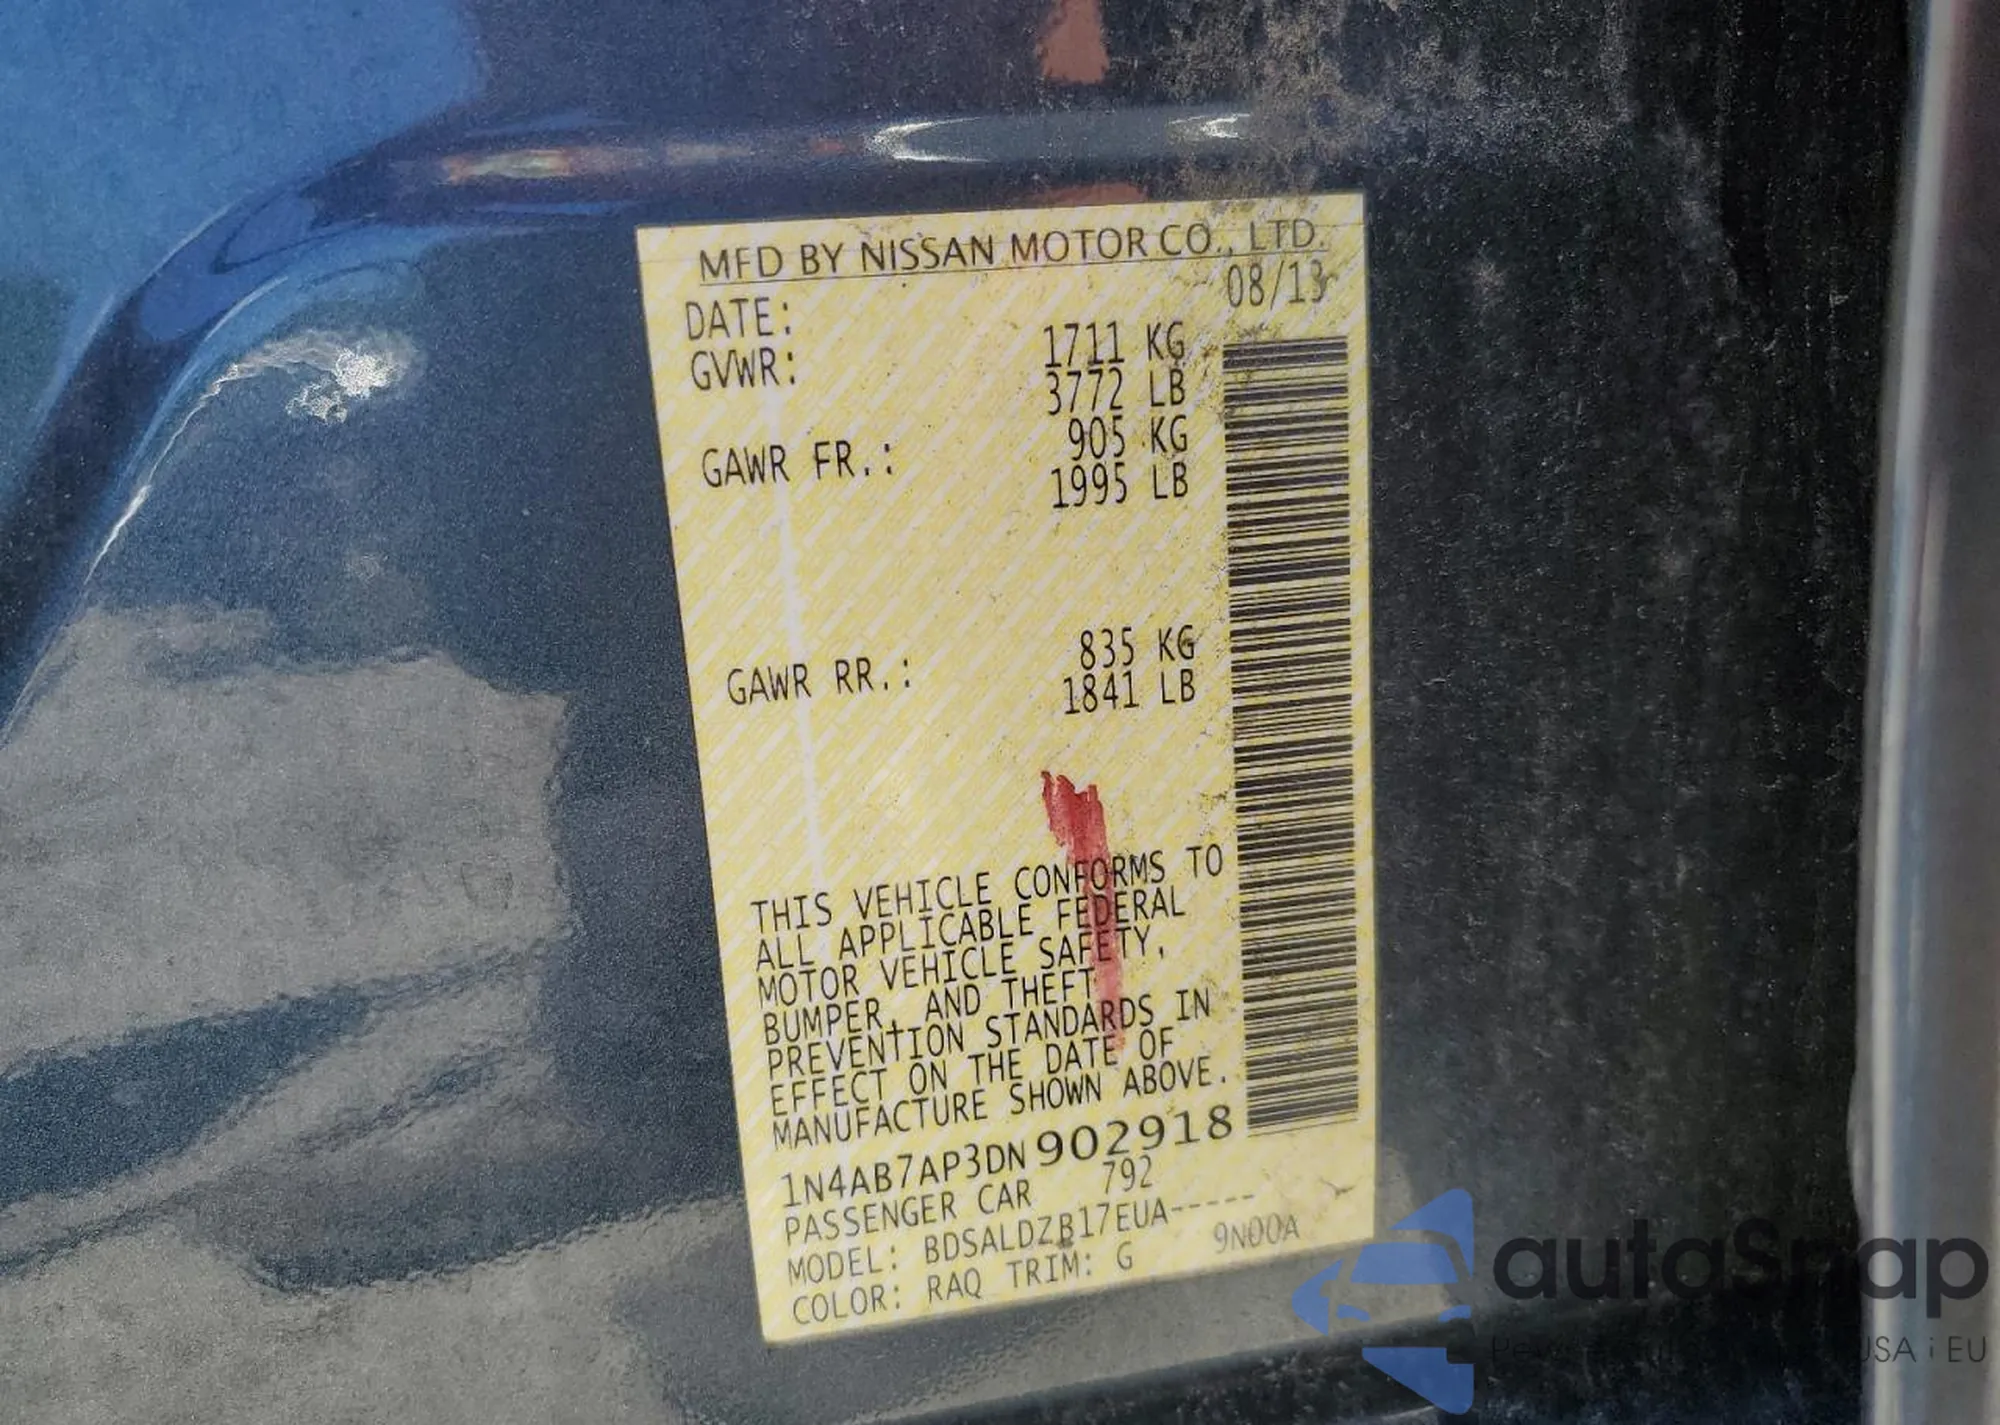 MFD BY NISSAN MOTOR CO., LTD.
DATE: 08/13
GVWR: 1711 KG
3772 LB
GAWR FR.: 905 KG
1995 LB
GAWR RR.: 835 KG
1841 LB
THIS VEHICLE CONFORMS TO
ALL APPLICABLE FEDERAL
MOTOR VEHICLE SAFETY,
BUMPER, AND THEFT
PREVENTION STANDARDS IN
EFFECT ON THE DATE OF
MANUFACTURE SHOWN ABOVE.
1N4AB7AP3DN902918
PASSENGER CAR 792
MODEL: BDSALDZB17EUA-----
COLOR: RAQ TRIM: G 9N00A
autaSnap
USA i EU